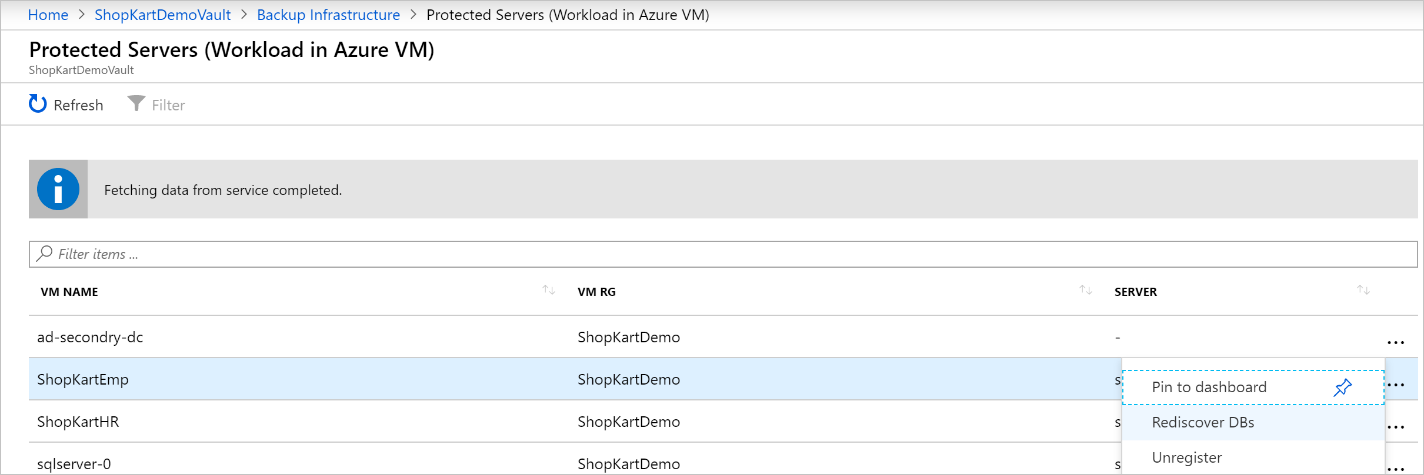 Home > ShopKartDemoVault > Backup Infrastructure > Protected Servers (Workload in Azure VM)
Protected Servers (Workload in Azure VM)
ShopKartDemoVault
Refresh Filter
Fetching data from service completed.
Filter items ...
VM NAME VM RG SERVER
ad-secondry-dc ShopKartDemo - ...
ShopKartEmp ShopKartDemo s ...
Pin to dashboard
ShopKartHR ShopKartDemo s ...
Rediscover DBs
sqlserver-0 ShopKartDemo s ...
Unregister